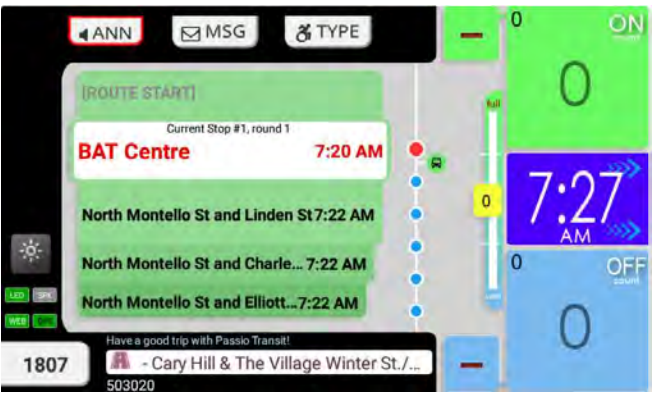 ANN
MSG
TYPE
0
ON
count
0
[ROUTE START]
Current Stop #1, round 1
BAT Centre
7:20 AM
full
0
7:27
AM
North Montello St and Linden St 7:22 AM
North Montello St and Charle... 7:22 AM
North Montello St and Elliott... 7:22 AM
0
OFF
count
0
LED
SPK
WEB
GPS
Have a good trip with Passio Transit!
1807
- Cary Hill & The Village Winter St./...
503020